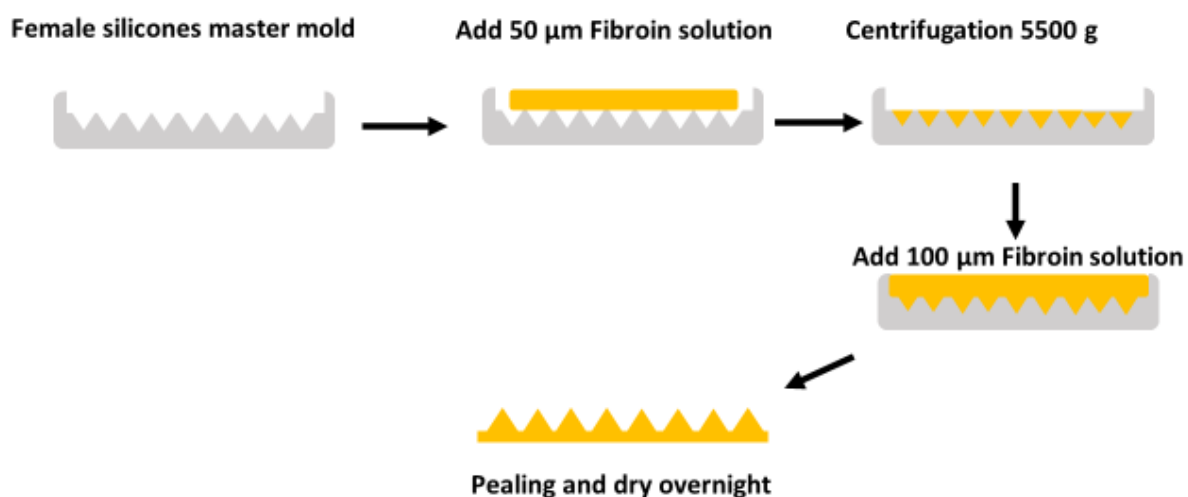 Female silicones master mold
Add 50 µm Fibroin solution
Centrifugation 5500 g
Add 100 µm Fibroin solution
Pealing and dry overnight